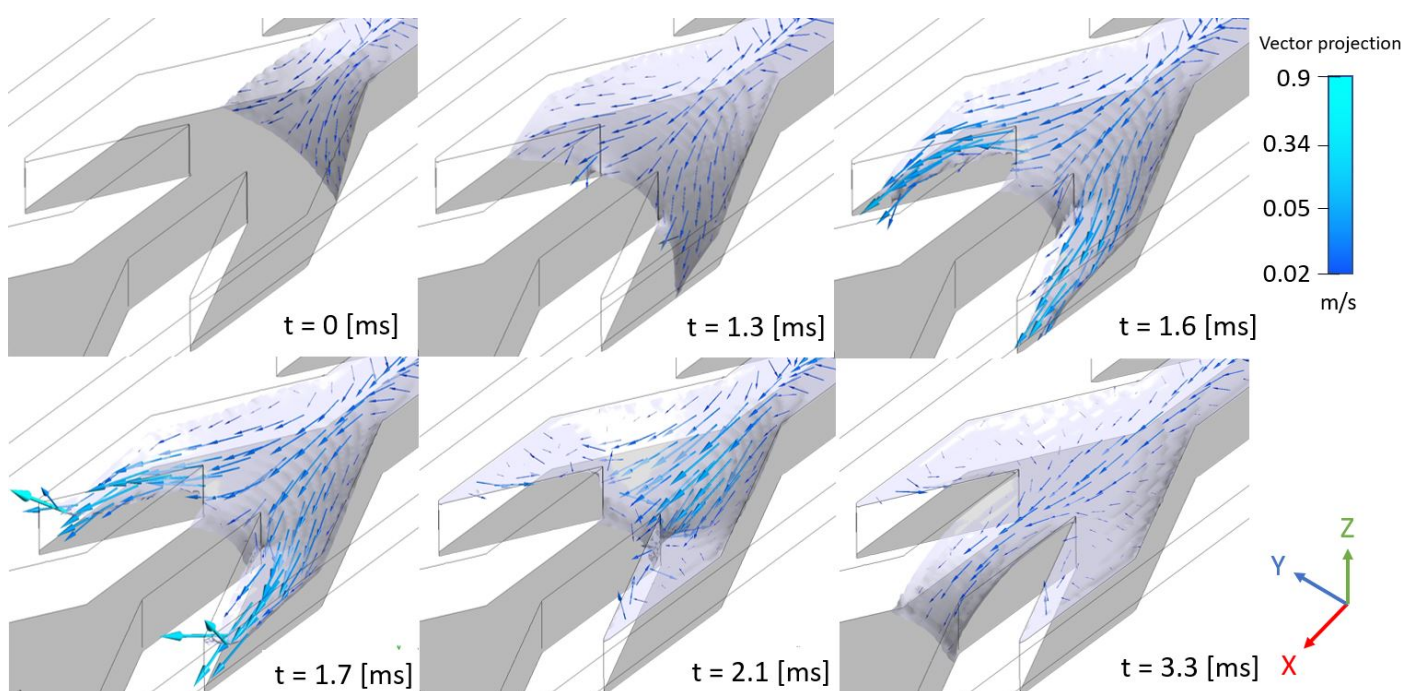 Vector projection
0.9
0.34
0.05
0.02
m/s
t = 0 [ms]
t = 1.3 [ms]
t = 1.6 [ms]
t = 1.7 [ms]
t = 2.1 [ms]
t = 3.3 [ms]
Z
Y
X